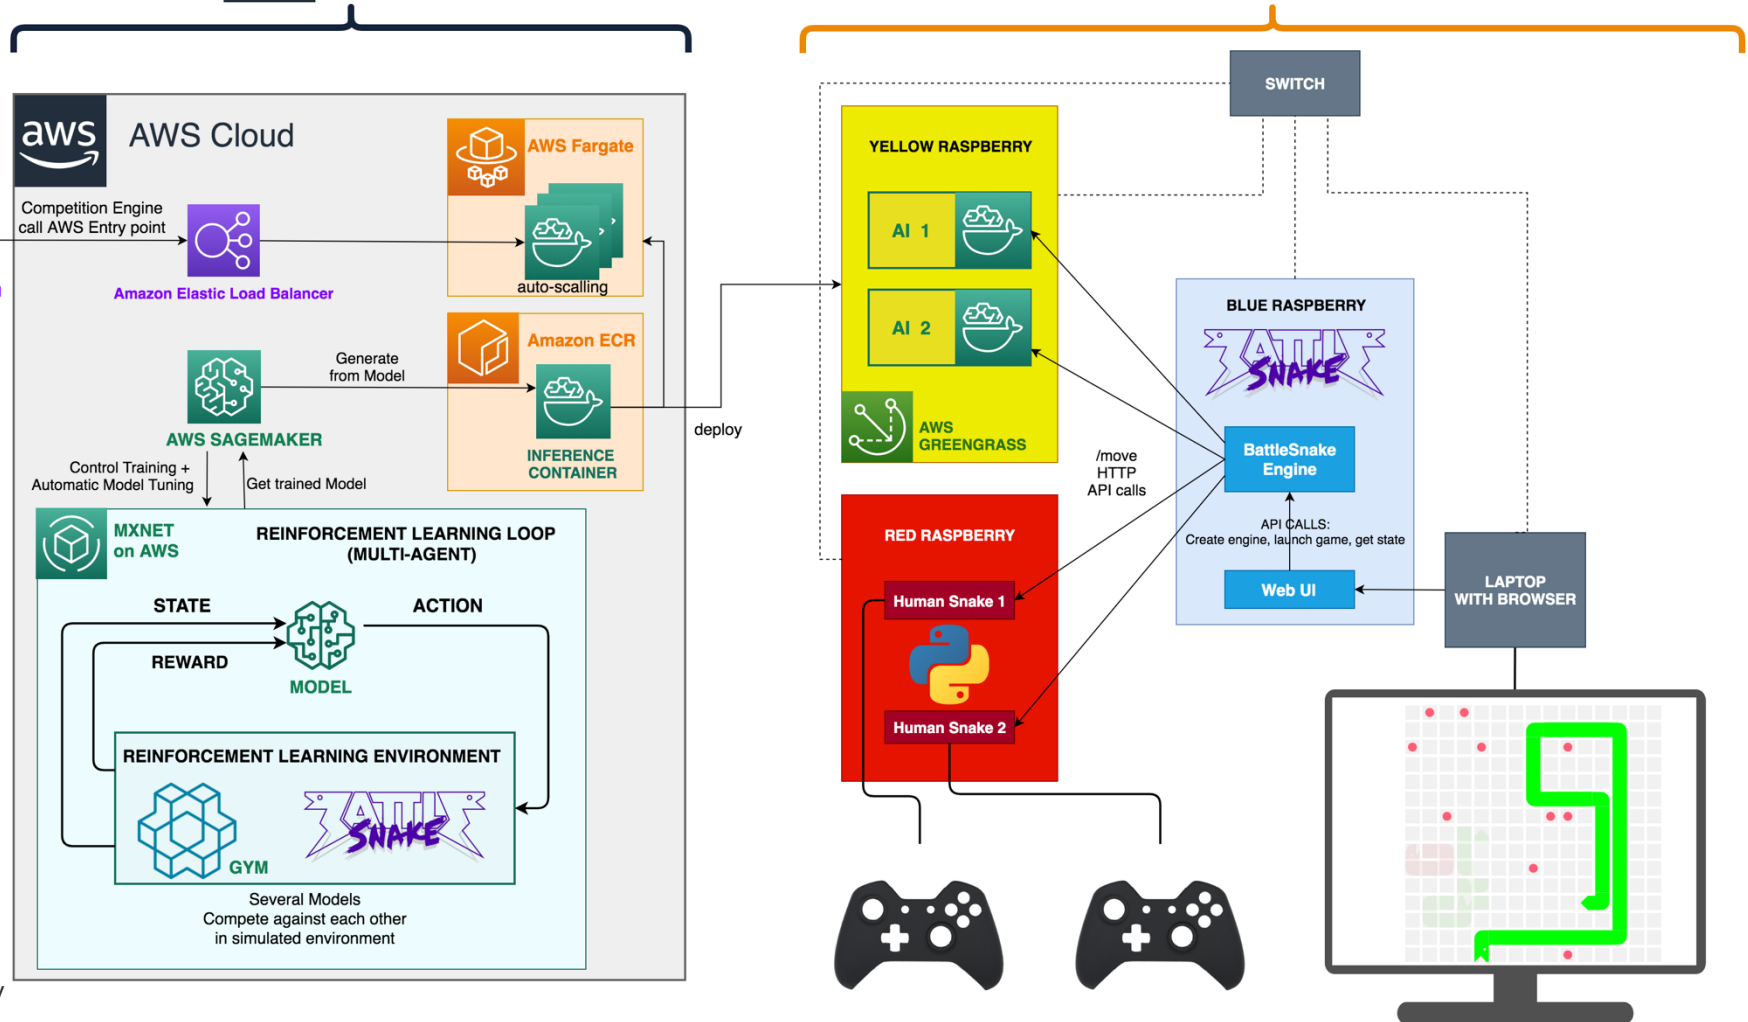 aws
AWS Cloud
Competition Engine
call AWS Entry point
Amazon Elastic Load Balancer
AWS Fargate
auto-scalling
Amazon ECR
Generate
from Model
INFERENCE
CONTAINER
AWS SAGEMAKER
Control Training +
Automatic Model Tuning
Get trained Model
deploy
MXNET
on AWS
REINFORCEMENT LEARNING LOOP
(MULTI-AGENT)
STATE
ACTION
REWARD
MODEL
REINFORCEMENT LEARNING ENVIRONMENT
GYM
BATTLE
SNAKE
Several Models
Compete against each other
in simulated environment
SWITCH
YELLOW RASPBERRY
AI 1
AI 2
AWS
GREENGRASS
/move
HTTP
API calls
RED RASPBERRY
Human Snake 1
Human Snake 2
BLUE RASPBERRY
BATTLE
SNAKE
BattleSnake
Engine
API CALLS:
Create engine, launch game, get state
Web UI
LAPTOP
WITH BROWSER